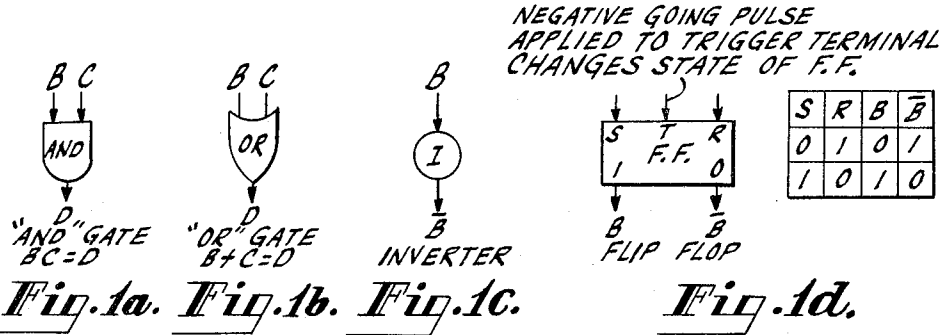 NEGATIVE GOING PULSE
APPLIED TO TRIGGER TERMINAL
CHANGES STATE OF F.F.
B C
AND
D
"AND" GATE
BC=D
Fig.1a.
B C
OR
D
"OR" GATE
B+C=D
Fig.1b.
B
I
B̅
INVERTER
Fig.1c.
S T R
F.F.
1 0
B B̅
FLIP FLOP
S R B B̅
0 1 0 1
1 0 1 0
Fig.1d.